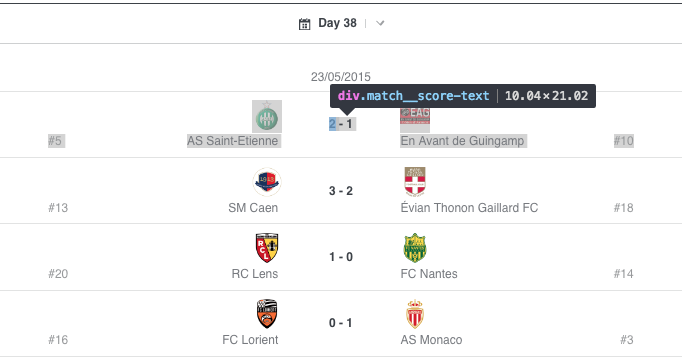 Day 38
23/05/2015
div.match__score-text 10.04×21.02
2 - 1
#5 AS Saint-Etienne En Avant de Guingamp #10
3 - 2
#13 SM Caen Évian Thonon Gaillard FC #18
RCL
1 - 0
#20 RC Lens FC Nantes #14
0 - 1
#16 FC Lorient AS Monaco #3